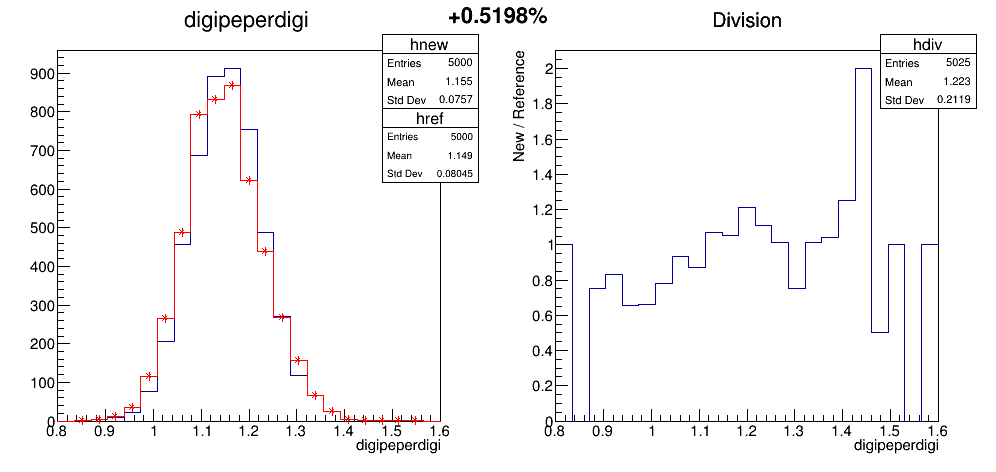 +0.5198%
digipeperdigi
hnew
Entries 5000
Mean 1.155
Std Dev 0.0757
href
Entries 5000
Mean 1.149
Std Dev 0.08045
900
800
700
600
500
400
300
200
100
0
0.8 0.9 1 1.1 1.2 1.3 1.4 1.5 1.6
digipeperdigi
Division
hdiv
Entries 5025
Mean 1.223
Std Dev 0.2119
New / Reference
2
1.8
1.6
1.4
1.2
1
0.8
0.6
0.4
0.2
0
0.8 0.9 1 1.1 1.2 1.3 1.4 1.5 1.6
digipeperdigi